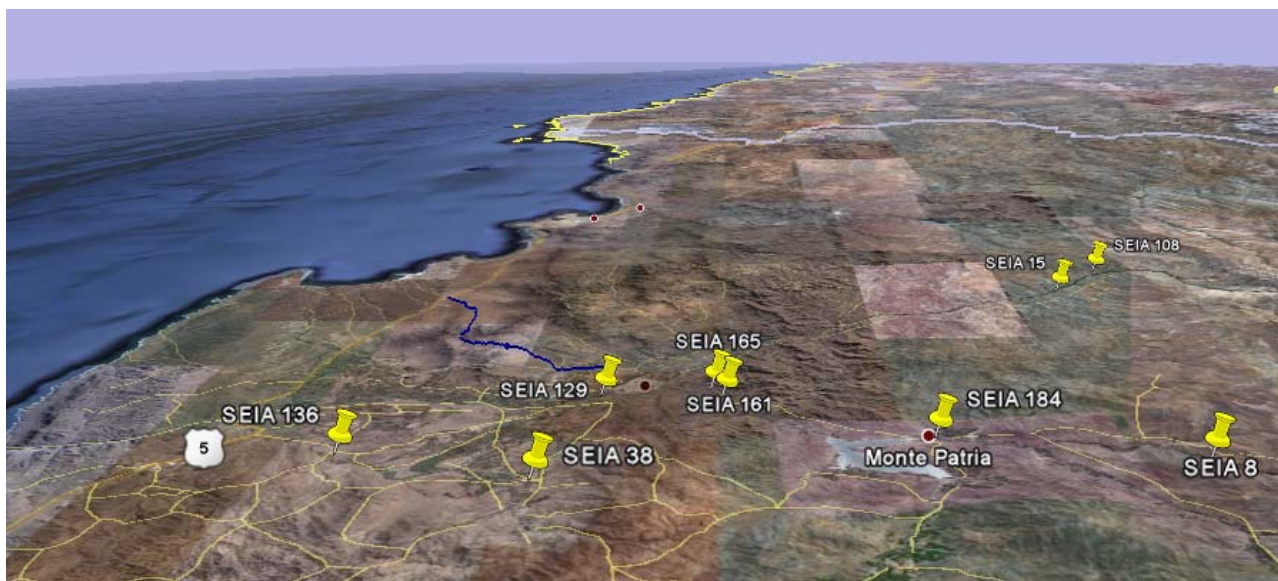 SEIA 108
SEIA 15
SEIA 165
SEIA 129
SEIA 161
SEIA 184
SEIA 136
5
SEIA 38
Monte Patria
SEIA 8